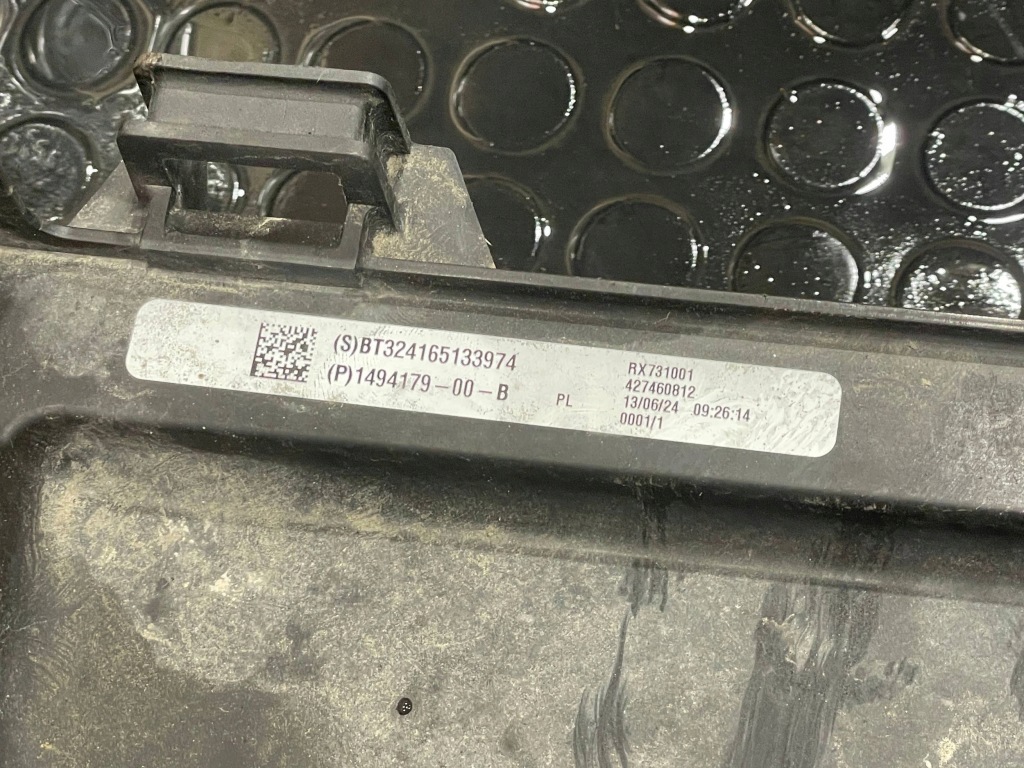 (S)BT324165133974
(P)1494179-00-B
PL
RX731001
427460812
13/06/24 09:26:14
0001/1